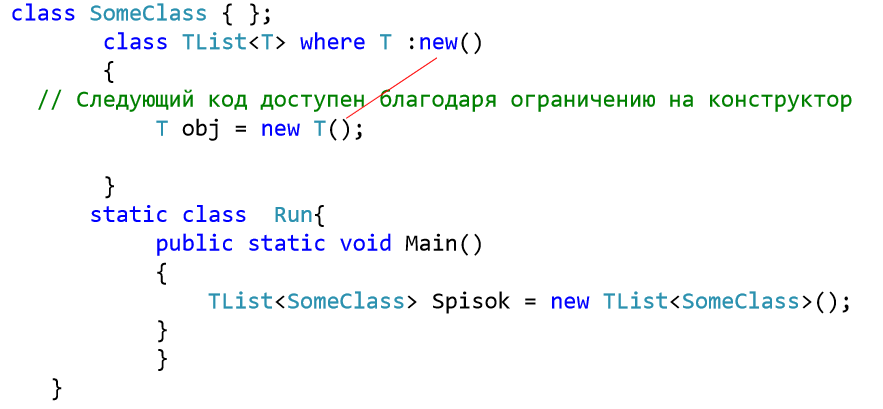 class SomeClass { };
class TList<T> where T :new()
{
// Следующий код доступен благодаря ограничению на конструктор
T obj = new T();
}
static class  Run{
public static void Main()
{
TList<SomeClass> Spisok = new TList<SomeClass>();
}
}
}